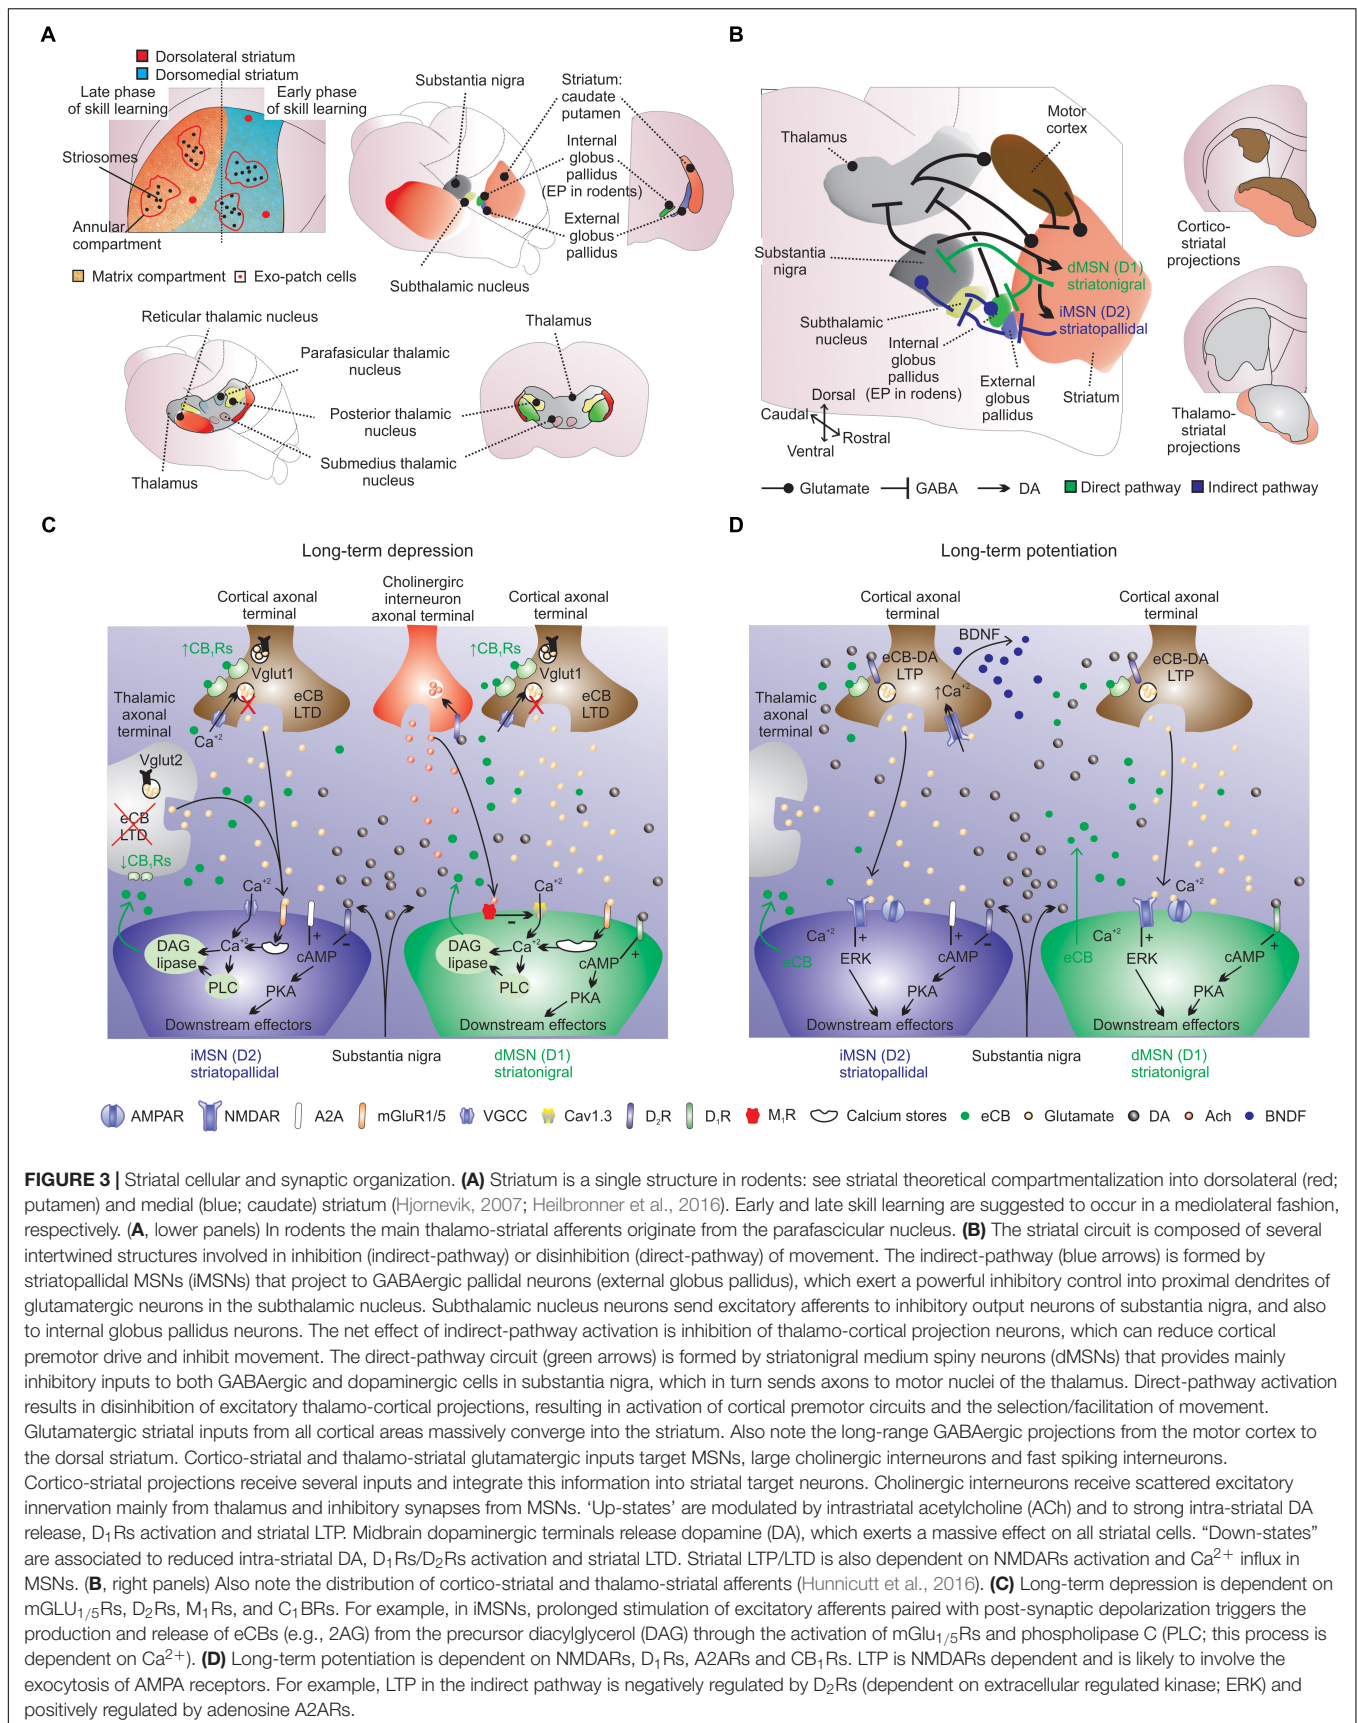 A
Dorsolateral striatum
Dorsomedial striatum
Late phase
of skill learning
Early phase
of skill learning
Striosomes
Annular
compartment
Matrix compartment
Exo-patch cells
Substantia nigra
Striatum:
caudate
putamen
Internal
globus
pallidus
(EP in rodents)
External
globus
pallidus
Subthalamic nucleus
Reticular thalamic nucleus
Parafasicular thalamic
nucleus
Posterior thalamic
nucleus
Submedius thalamic
nucleus
Thalamus
Thalamus
B
Thalamus
Motor
cortex
Substantia
nigra
dMSN (D1)
striatonigral
iMSN (D2)
striatopallidal
Subthalamic
nucleus
Internal
globus
pallidus
(EP in rodens)
External
globus
pallidus
Striatum
Dorsal
Caudal
Rostral
Ventral
Cortico-
striatal
projections
Thalamo-
striatal
projections
Glutamate
GABA
DA
Direct pathway
Indirect pathway
C
Long-term depression
Cortical axonal
terminal
Cholinergirc
interneuron
axonal terminal
Cortical axonal
terminal
↑CB₁Rs
Vglut1
eCB
LTD
Ca⁺²
Thalamic
axonal
terminal
Vglut2
eCB
LTD
↓CB₁Rs
↑CB₁Rs
Vglut1
eCB
LTD
Ca⁺²
DAG
lipase
Ca⁺²
PLC
+
-
cAMP
PKA
Downstream effectors
-
Ca⁺²
DAG
lipase
Ca⁺²
PLC
cAMP
+
PKA
Downstream effectors
iMSN (D2)
striatopallidal
Substantia nigra
dMSN (D1)
striatonigral
D
Long-term potentiation
Cortical axonal
terminal
Cortical axonal
terminal
BDNF
eCB-DA
LTP
↑Ca⁺²
Thalamic
axonal
terminal
eCB-DA
LTP
Ca⁺²
eCB
+
ERK
+
-
cAMP
PKA
Downstream effectors
Ca⁺²
Ca⁺²
eCB
+
ERK
+
cAMP
PKA
Downstream effectors
iMSN (D2)
striatopallidal
Substantia nigra
dMSN (D1)
striatonigral
AMPAR
NMDAR
A2A
mGluR1/5
VGCC
Cav1.3
D₂R
D₁R
M₁R
Calcium stores
eCB
Glutamate
DA
Ach
BNDF
FIGURE 3 | Striatal cellular and synaptic organization. (A) Striatum is a single structure in rodents: see striatal theoretical compartmentalization into dorsolateral (red;
putamen) and medial (blue; caudate) striatum (Hjornevik, 2007; Heilbronner et al., 2016). Early and late skill learning are suggested to occur in a mediolateral fashion,
respectively. (A, lower panels) In rodents the main thalamo-striatal afferents originate from the parafascicular nucleus. (B) The striatal circuit is composed of several
intertwined structures involved in inhibition (indirect-pathway) or disinhibition (direct-pathway) of movement. The indirect-pathway (blue arrows) is formed by
striatopallidal MSNs (iMSNs) that project to GABAergic pallidal neurons (external globus pallidus), which exert a powerful inhibitory control into proximal dendrites of
glutamatergic neurons in the subthalamic nucleus. Subthalamic nucleus neurons send excitatory afferents to inhibitory output neurons of substantia nigra, and also
to internal globus pallidus neurons. The net effect of indirect-pathway activation is inhibition of thalamo-cortical projection neurons, which can reduce cortical
premotor drive and inhibit movement. The direct-pathway circuit (green arrows) is formed by striatonigral medium spiny neurons (dMSNs) that provides mainly
inhibitory inputs to both GABAergic and dopaminergic cells in substantia nigra, which in turn sends axons to motor nuclei of the thalamus. Direct-pathway activation
results in disinhibition of excitatory thalamo-cortical projections, resulting in activation of cortical premotor circuits and the selection/facilitation of movement.
Glutamatergic striatal inputs from all cortical areas massively converge into the striatum. Also note the long-range GABAergic projections from the motor cortex to
the dorsal striatum. Cortico-striatal and thalamo-striatal glutamatergic inputs target MSNs, large cholinergic interneurons and fast spiking interneurons.
Cortico-striatal projections receive several inputs and integrate this information into striatal target neurons. Cholinergic interneurons receive scattered excitatory
innervation mainly from thalamus and inhibitory synapses from MSNs. ‘Up-states’ are modulated by intrastriatal acetylcholine (ACh) and to strong intra-striatal DA
release, D₁Rs activation and striatal LTP. Midbrain dopaminergic terminals release dopamine (DA), which exerts a massive effect on all striatal cells. “Down-states”
are associated to reduced intra-striatal DA, D₁Rs/D₂Rs activation and striatal LTD. Striatal LTP/LTD is also dependent on NMDARs activation and Ca²⁺ influx in
MSNs. (B, right panels) Also note the distribution of cortico-striatal and thalamo-striatal afferents (Hunnicutt et al., 2016). (C) Long-term depression is dependent on
mGLU₁/₅Rs, D₂Rs, M₁Rs, and C₁BRs. For example, in iMSNs, prolonged stimulation of excitatory afferents paired with post-synaptic depolarization triggers the
production and release of eCBs (e.g., 2AG) from the precursor diacylglycerol (DAG) through the activation of mGlu₁/₅Rs and phospholipase C (PLC; this process is
dependent on Ca²⁺). (D) Long-term potentiation is dependent on NMDARs, D₁Rs, A2ARs and CB₁Rs. LTP is NMDARs dependent and is likely to involve the
exocytosis of AMPA receptors. For example, LTP in the indirect pathway is negatively regulated by D₂Rs (dependent on extracellular regulated kinase; ERK) and
positively regulated by adenosine A2ARs.